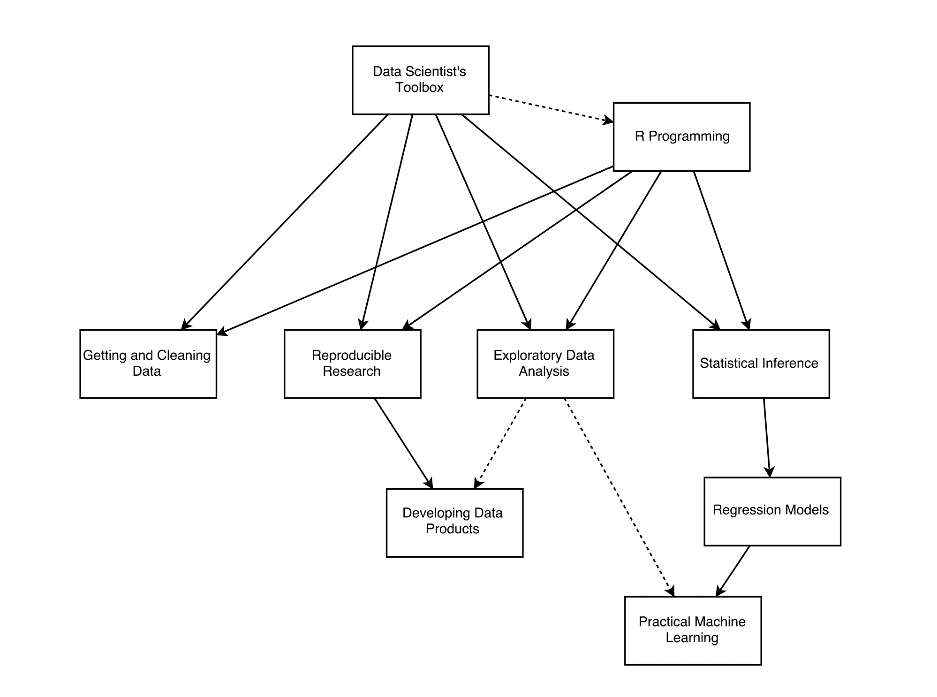 Data Scientist's
Toolbox
R Programming
Getting and Cleaning
Data
Reproducible
Research
Exploratory Data
Analysis
Statistical Inference
Developing Data
Products
Regression Models
Practical Machine
Learning